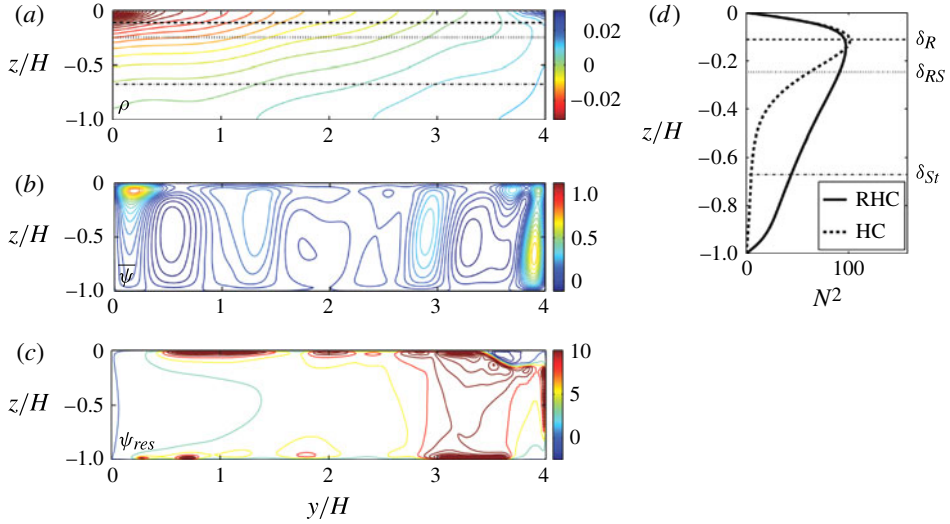 (a)
0
z/H
–0.5
ρ
–1.0
0
1
2
3
4
0.02
0
–0.02
(b)
0
z/H
–0.5
ψ
–1.0
0
1
2
3
4
1.0
0.5
0
(c)
0
z/H
–0.5
ψres
–1.0
0
1
2
3
4
y/H
10
5
0
(d)
0
–0.2
–0.4
z/H
–0.6
–0.8
–1.0
0
100
N²
δR
δRS
δSt
RHC
HC